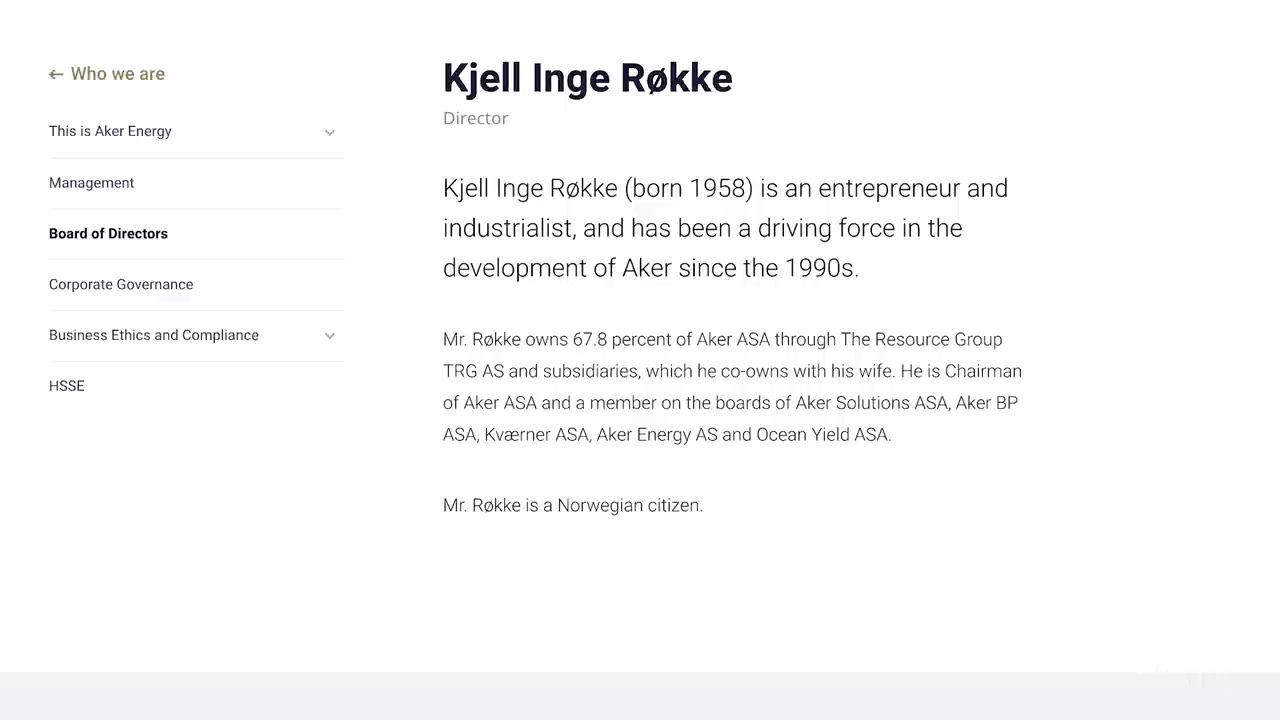 ← Who we are
This is Aker Energy
Management
Board of Directors
Corporate Governance
Business Ethics and Compliance
HSSE
Kjell Inge Røkke
Director
Kjell Inge Røkke (born 1958) is an entrepreneur and
industrialist, and has been a driving force in the
development of Aker since the 1990s.
Mr. Røkke owns 67.8 percent of Aker ASA through The Resource Group
TRG AS and subsidiaries, which he co-owns with his wife. He is Chairman
of Aker ASA and a member on the boards of Aker Solutions ASA, Aker BP
ASA, Kværner ASA, Aker Energy AS and Ocean Yield ASA.
Mr. Røkke is a Norwegian citizen.